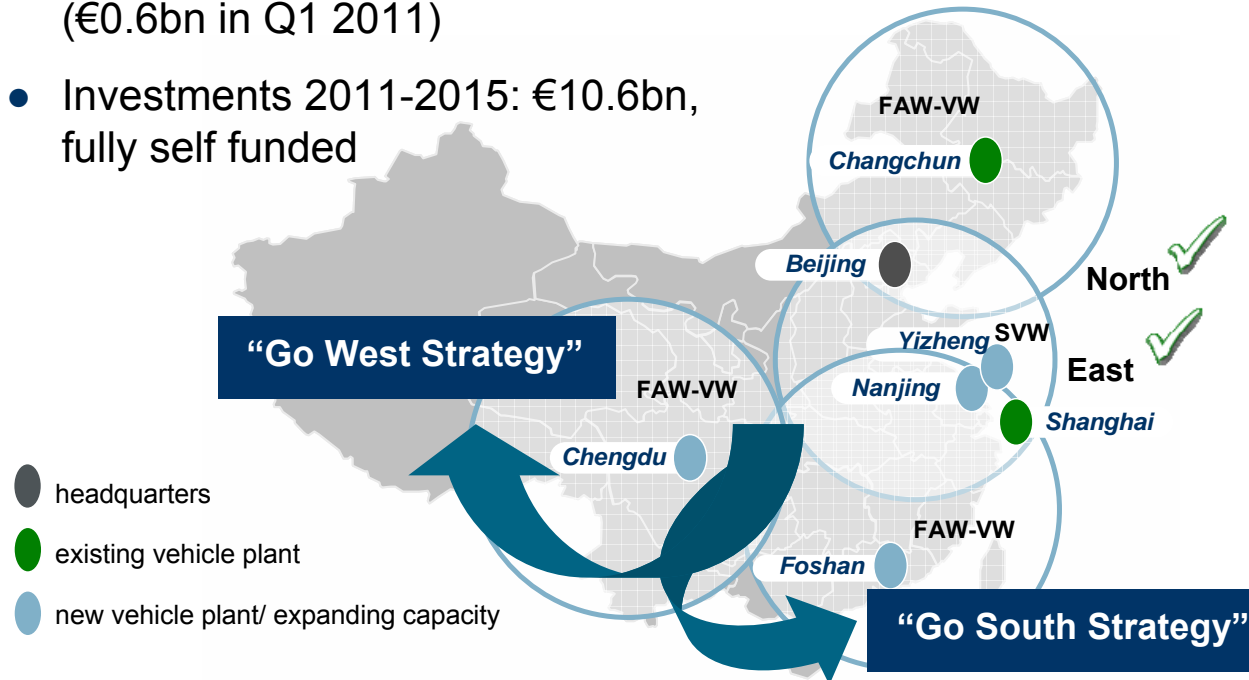 (€0.6bn in Q1 2011)
● Investments 2011-2015: €10.6bn,
fully self funded
FAW-VW
Changchun
Beijing
North
Yizheng SVW
East
Nanjing
Shanghai
“Go West Strategy”
FAW-VW
Chengdu
FAW-VW
Foshan
“Go South Strategy”
headquarters
existing vehicle plant
new vehicle plant/ expanding capacity